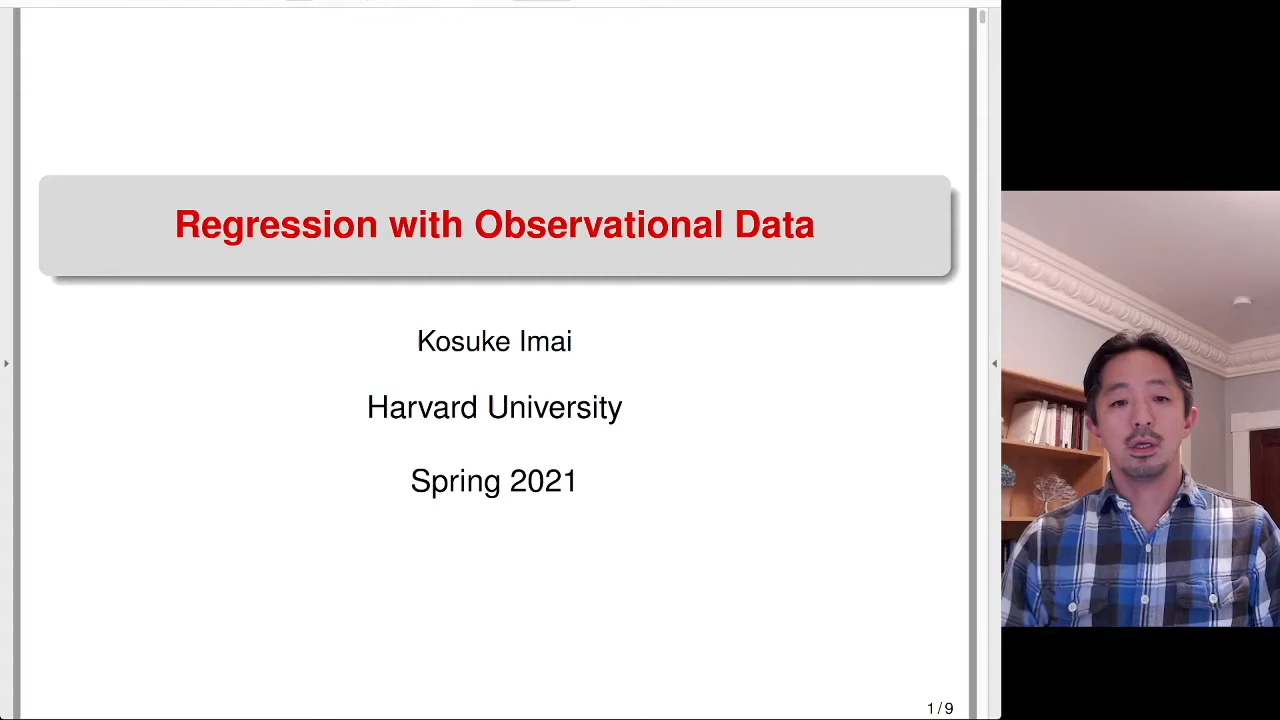 Regression with Observational Data
Kosuke Imai
Harvard University
Spring 2021
1 / 9